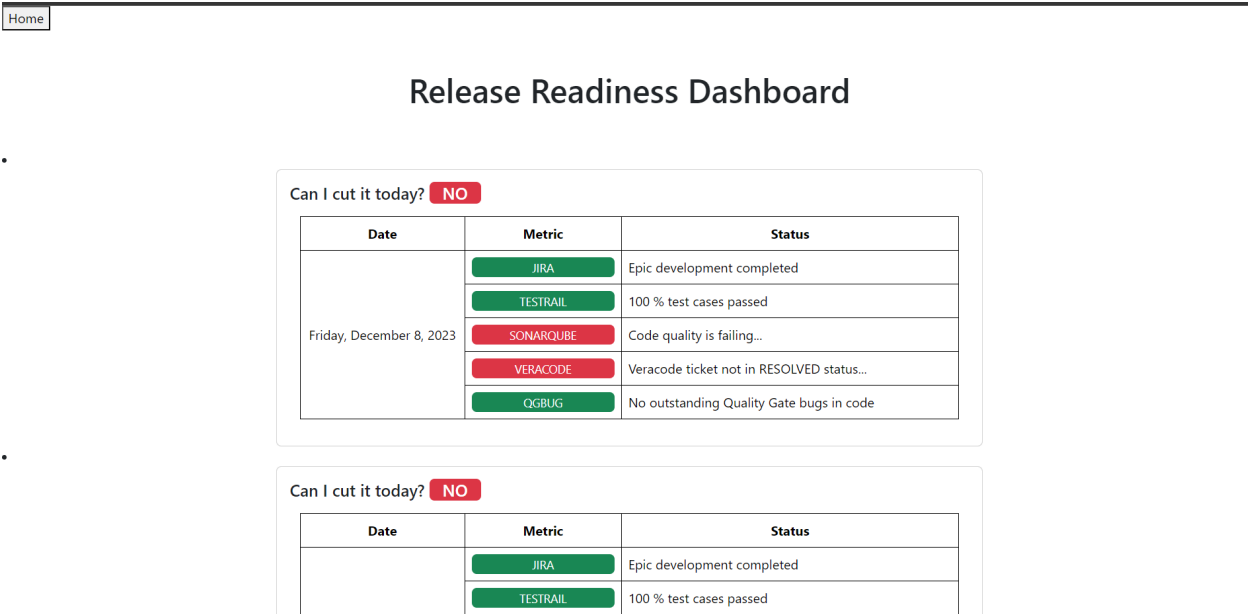 Home
Release Readiness Dashboard
Can I cut it today? NO
Date Metric Status
Friday, December 8, 2023
JIRA Epic development completed
TESTRAIL 100 % test cases passed
SONARQUBE Code quality is failing...
VERACODE Veracode ticket not in RESOLVED status...
QGBUG No outstanding Quality Gate bugs in code
Can I cut it today? NO
Date Metric Status
JIRA Epic development completed
TESTRAIL 100 % test cases passed